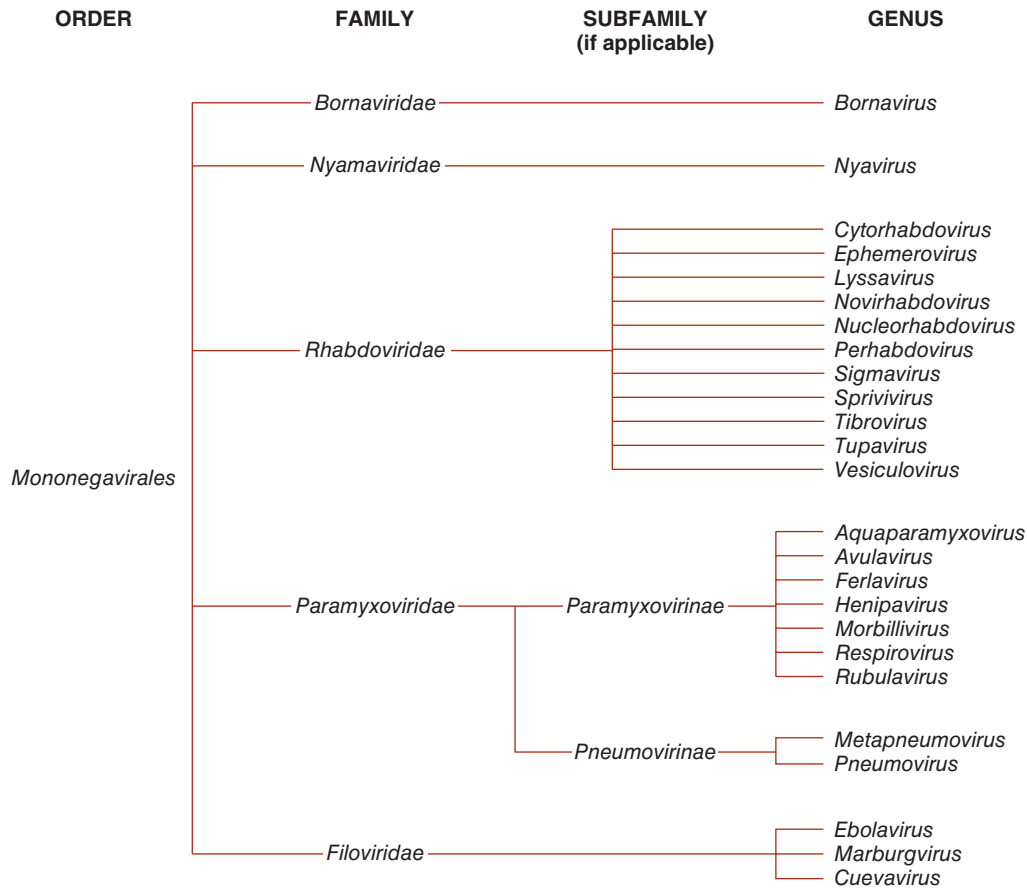 ORDER FAMILY SUBFAMILY GENUS
(if applicable)
Bornaviridae Bornavirus
Nyamaviridae Nyavirus
Cytorhabdovirus
Ephemerovirus
Lyssavirus
Novirhabdovirus
Nucleorhabdovirus
Rhabdoviridae Perhabdovirus
Sigmavirus
Sprivivirus
Tibrovirus
Tupavirus
Vesiculovirus
Mononegavirales
Aquaparamyxovirus
Avulavirus
Ferlavirus
Paramyxoviridae Paramyxovirinae Henipavirus
Morbillivirus
Respirovirus
Rubulavirus
Metapneumovirus
Pneumovirinae
Pneumovirus
Ebolavirus
Filoviridae Marburgvirus
Cuevavirus